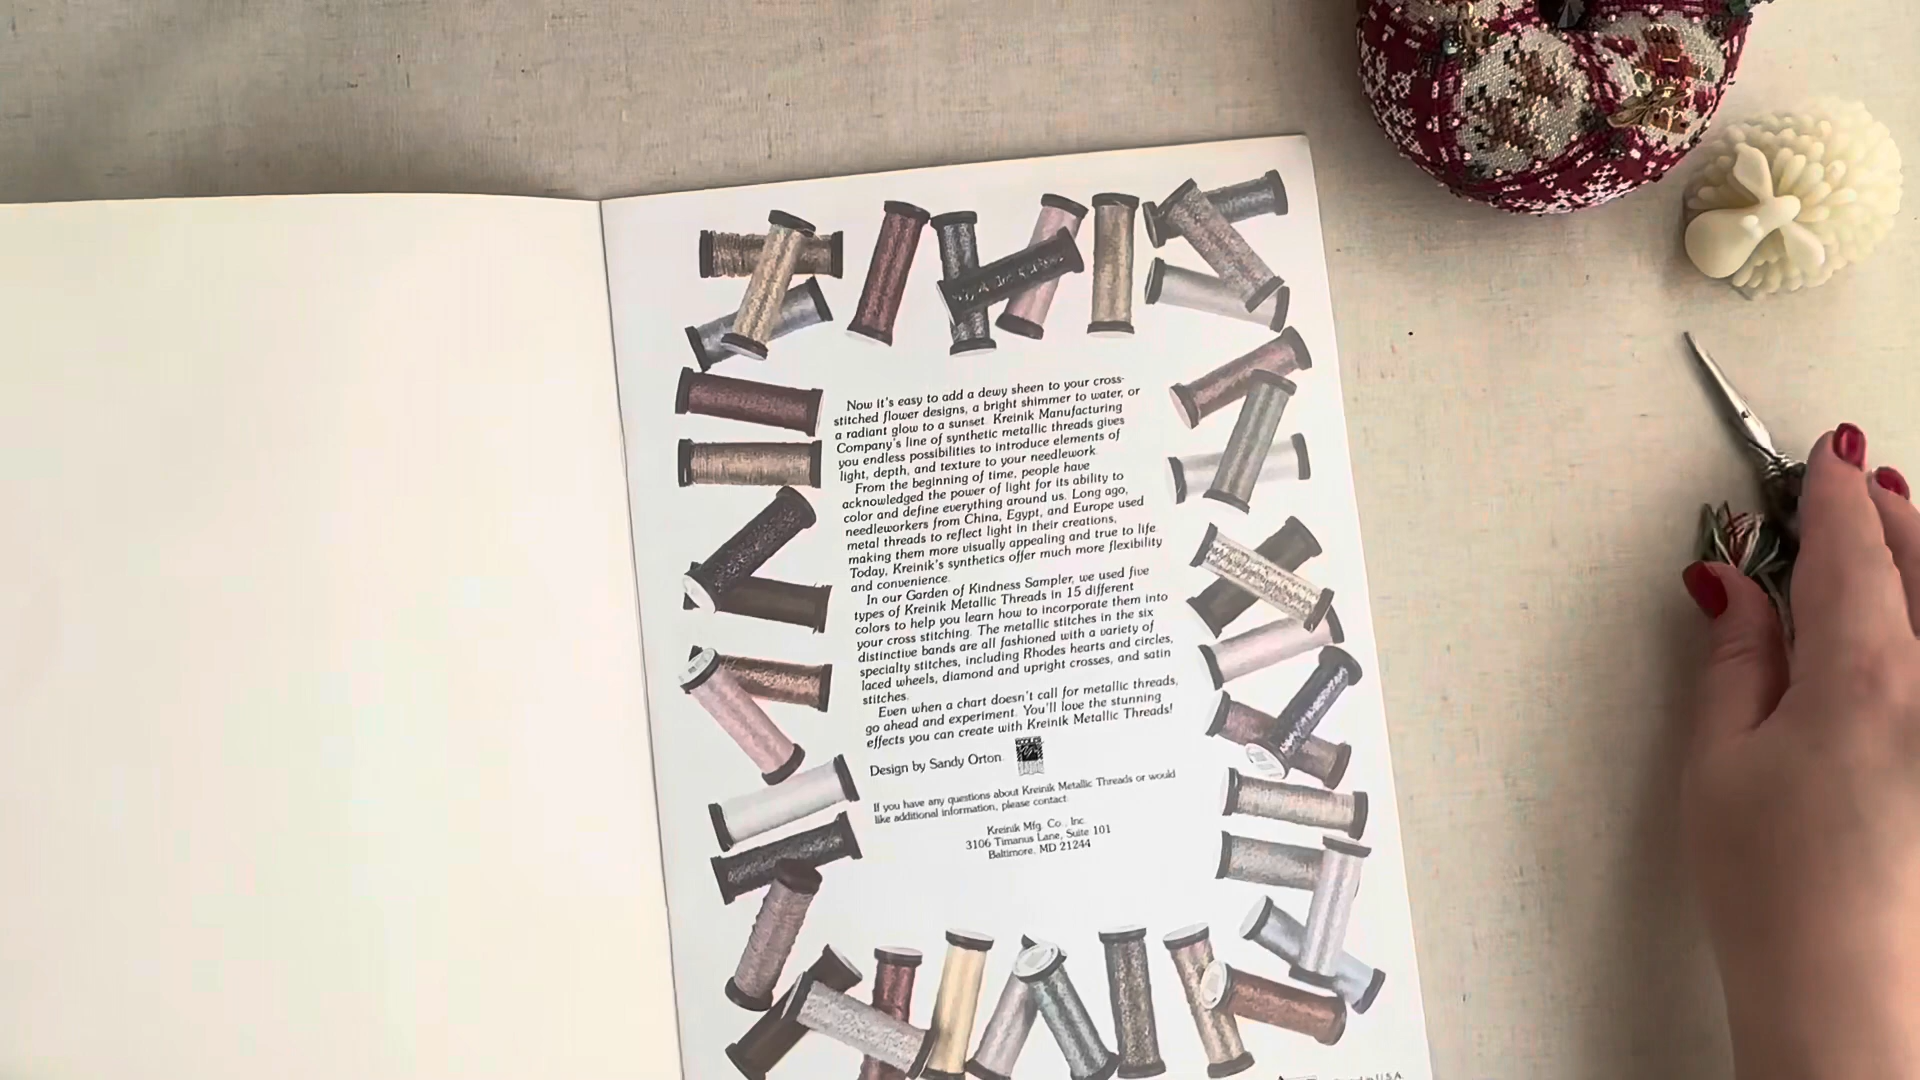 Now it's easy to add a dewy sheen to your cross-
stitched flower designs, a bright shimmer to water, or
a radiant glow to a sunset. Kreinik Manufacturing
Company's line of synthetic metallic threads gives
you endless possibilities to introduce elements of
light, depth, and texture to your needlework.
From the beginning of time, people have
acknowledged the power of light for its ability to
color and define everything around us. Long ago,
needleworkers from China, Egypt, and Europe used
metal threads to reflect light in their creations,
making them more visually appealing and true to life.
Today, Kreinik's synthetics offer much more flexibility
and convenience.
In our Garden of Kindness Sampler, we used five
types of Kreinik Metallic Threads in 15 different
colors to help you learn how to incorporate them into
your cross stitching. The metallic stitches in the six
distinctive bands are all fashioned with a variety of
specialty stitches, including Rhodes hearts and circles,
laced wheels, diamond and upright crosses, and satin
stitches.
Even when a chart doesn't call for metallic threads,
go ahead and experiment. You'll love the stunning
effects you can create with Kreinik Metallic Threads!
Design by Sandy Orton.
If you have any questions about Kreinik Metallic Threads or would
like additional information, please contact:
Kreinik Mfg. Co., Inc.
3106 Timanus Lane, Suite 101
Baltimore, MD 21244
U.S.A.